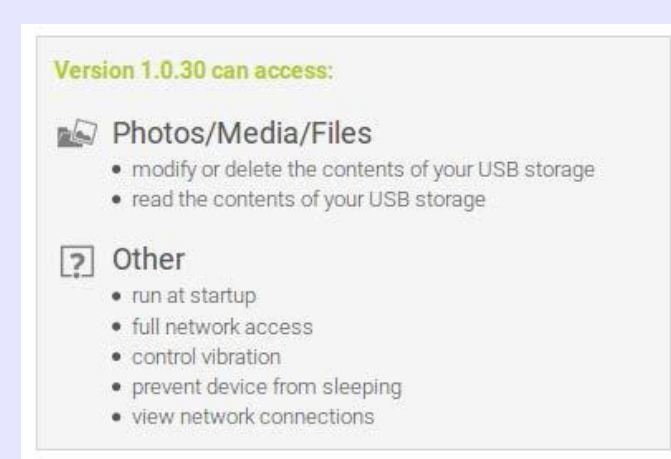 Version 1.0.30 can access:
Photos/Media/Files
• modify or delete the contents of your USB storage
• read the contents of your USB storage
Other
• run at startup
• full network access
• control vibration
• prevent device from sleeping
• view network connections